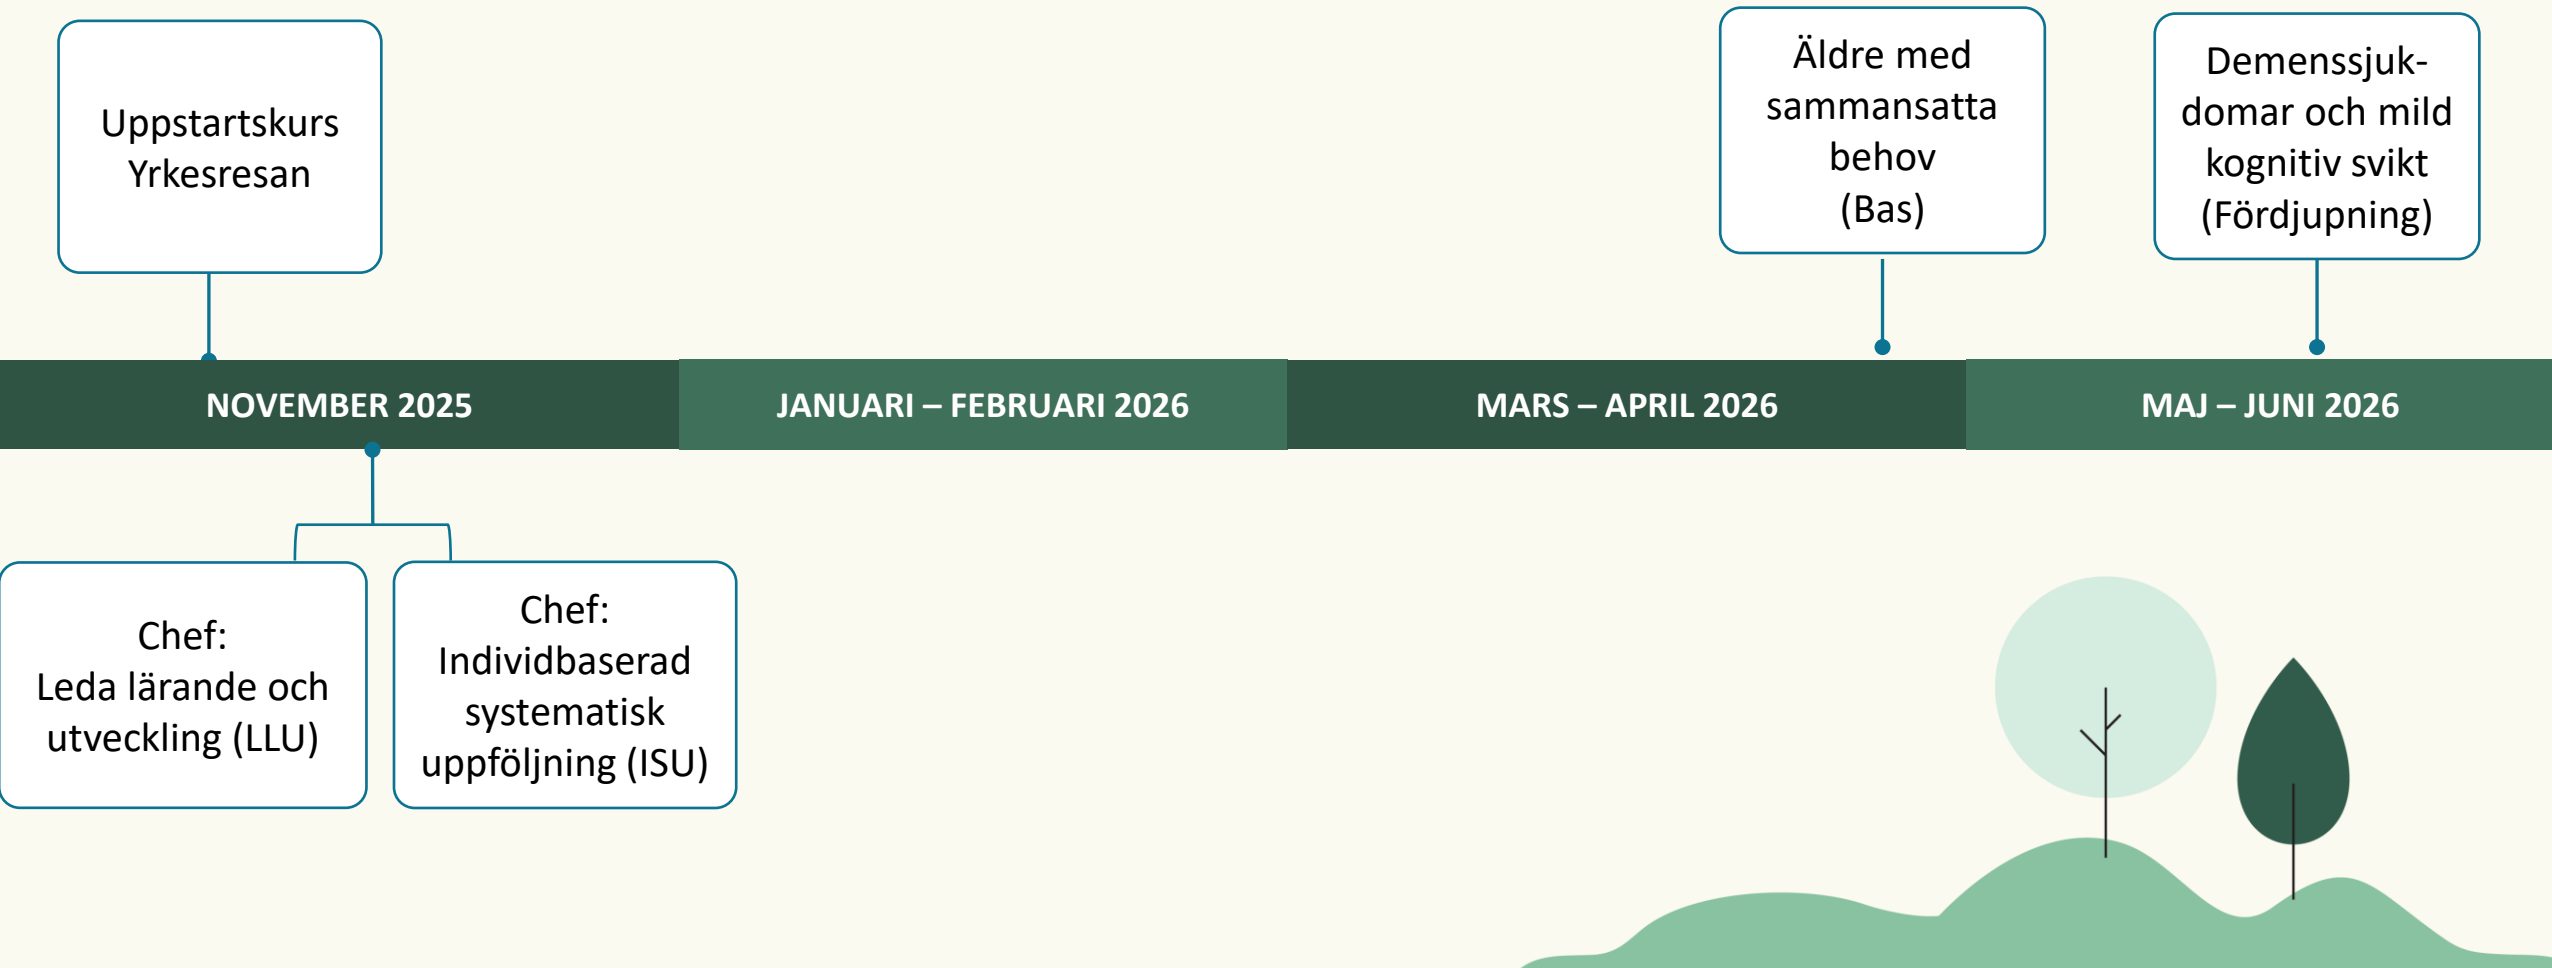 Uppstartskurs
Yrkesresan
Äldre med
sammansatta
behov
(Bas)
Demenssjuk-
domar och mild
kognitiv svikt
(Fördjupning)
NOVEMBER 2025
JANUARI – FEBRUARI 2026
MARS – APRIL 2026
MAJ – JUNI 2026
Chef:
Leda lärande och
utveckling (LLU)
Chef:
Individbaserad
systematisk
uppföljning (ISU)